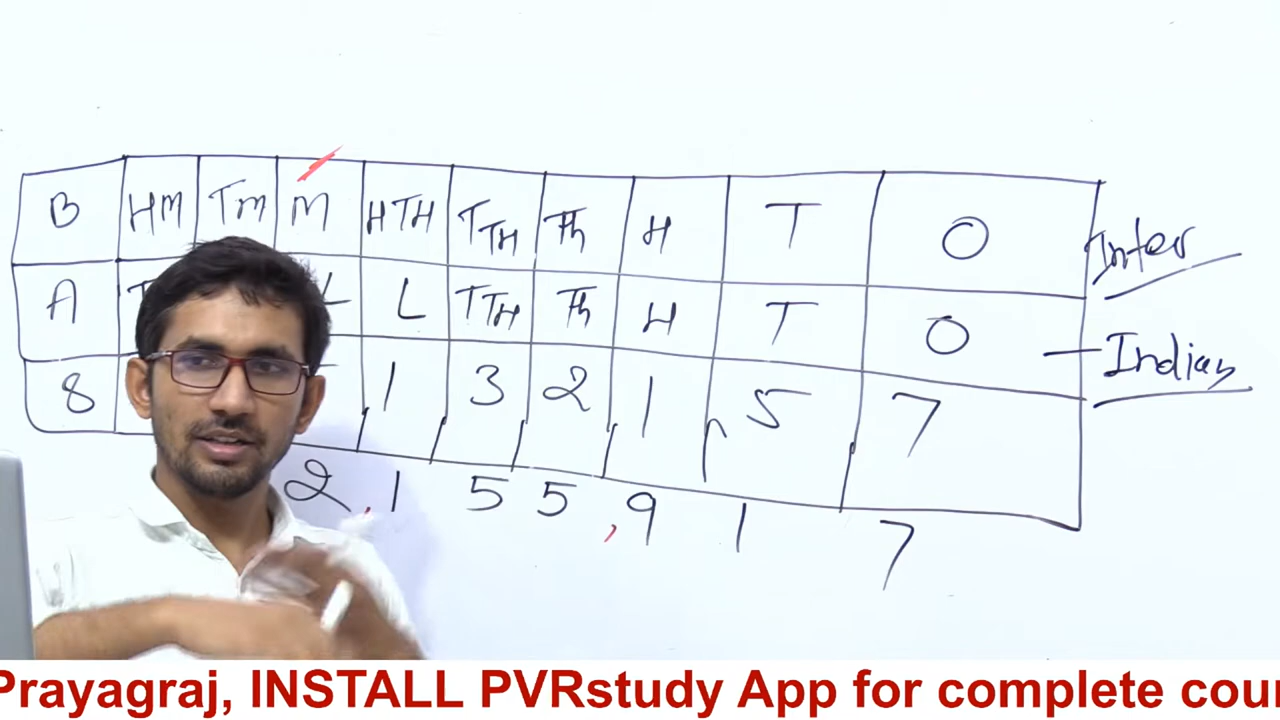 B HM TM M HTH TTH Th H T O Inter
A L TTH Th H T O — Indian
8 1 3 2 1 5 7
2,1 5 5,9 1 7
Prayagraj, INSTALL PVRstudy App for complete cour